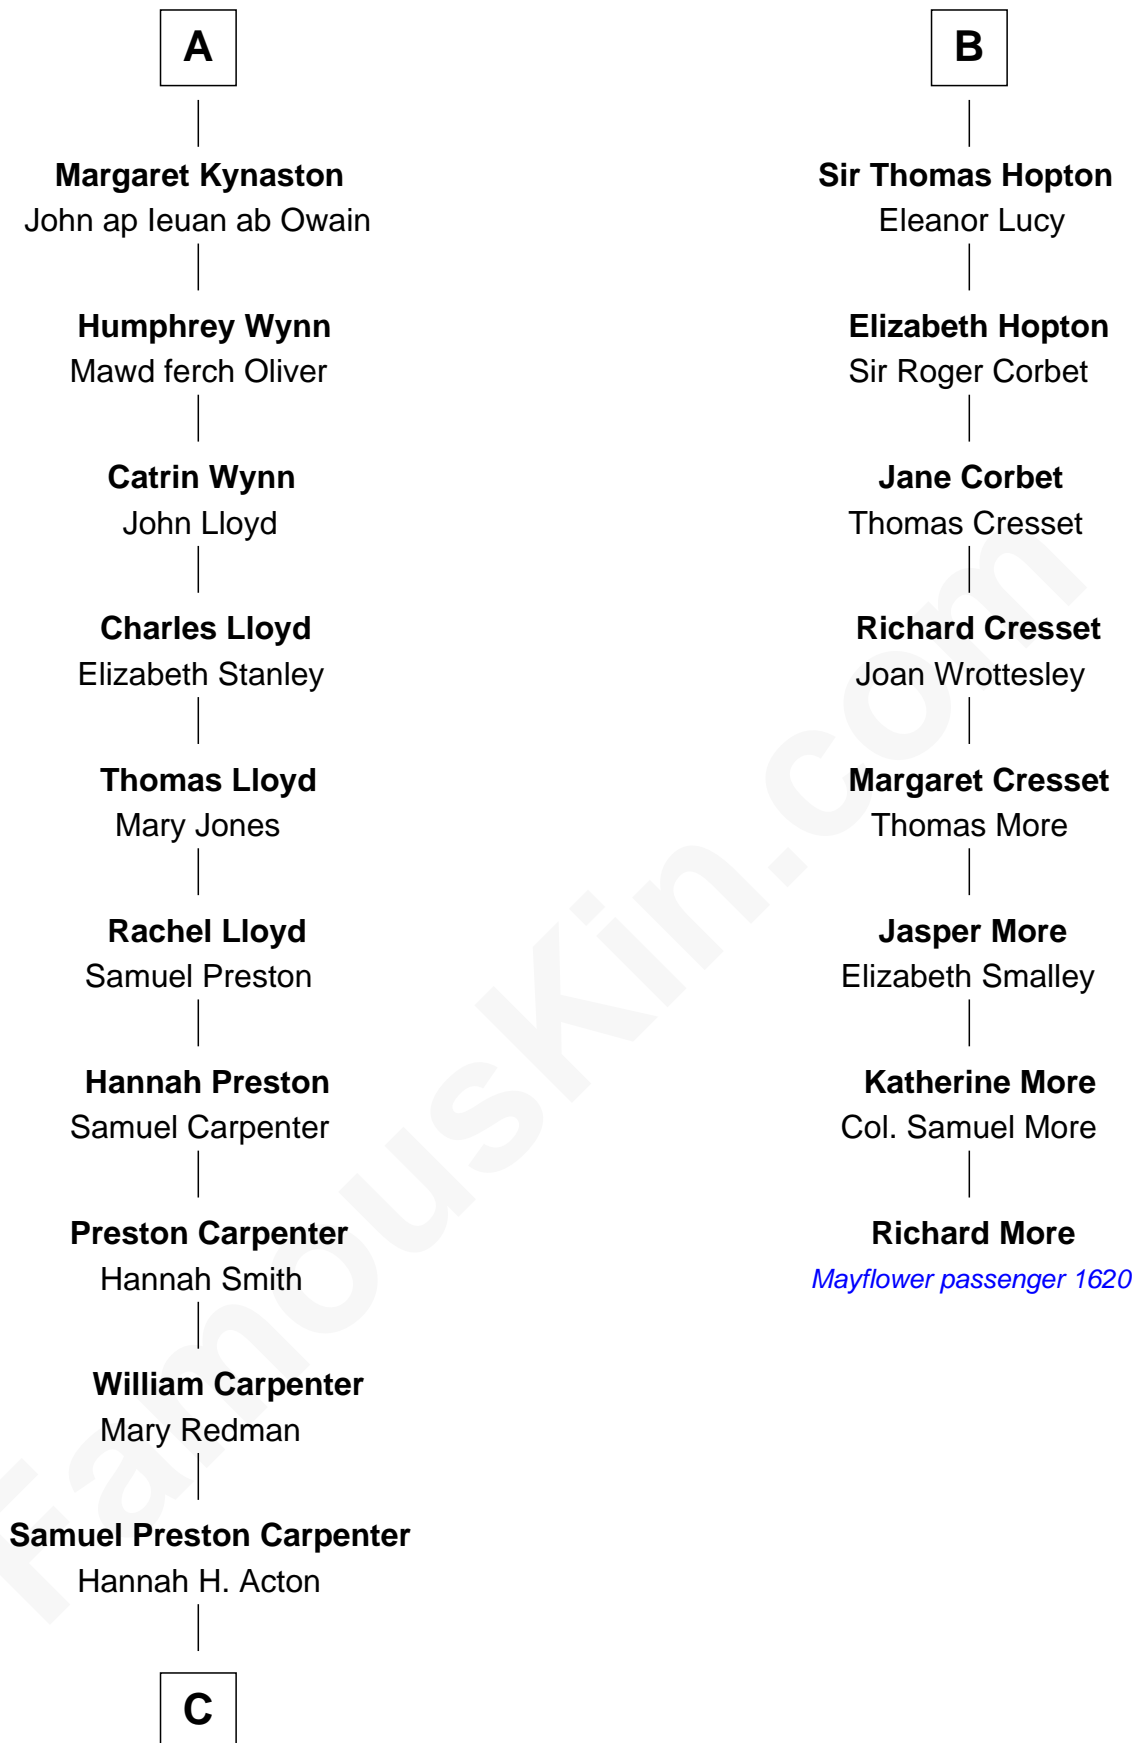 A
Margaret Kynaston
John ap Ieuan ab Owain
Humphrey Wynn
Mawd ferch Oliver
Catrin Wynn
John Lloyd
Charles Lloyd
Elizabeth Stanley
Thomas Lloyd
Mary Jones
Rachel Lloyd
Samuel Preston
Hannah Preston
Samuel Carpenter
Preston Carpenter
Hannah Smith
William Carpenter
Mary Redman
Samuel Preston Carpenter
Hannah H. Acton
C
B
Sir Thomas Hopton
Eleanor Lucy
Elizabeth Hopton
Sir Roger Corbet
Jane Corbet
Thomas Cresset
Richard Cresset
Joan Wrottesley
Margaret Cresset
Thomas More
Jasper More
Elizabeth Smalley
Katherine More
Col. Samuel More
Richard More
Mayflower passenger 1620
FamousKin.com